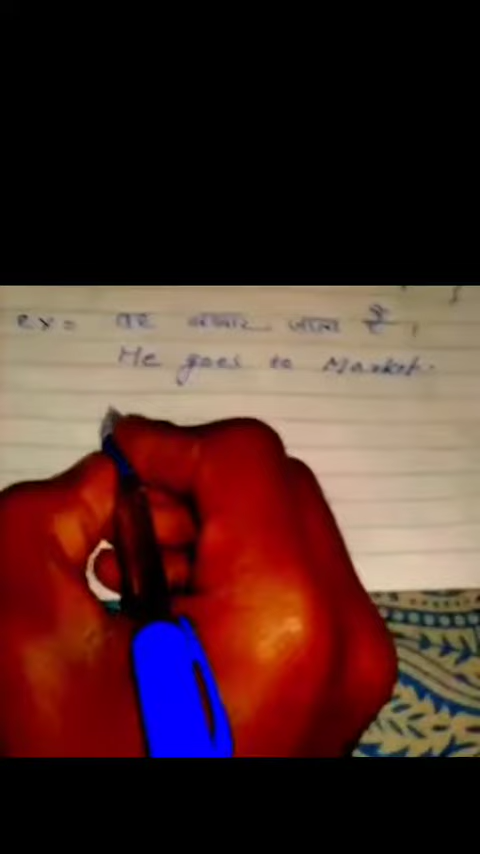 ex = वह बाजार जाता है ।
He goes to Market.